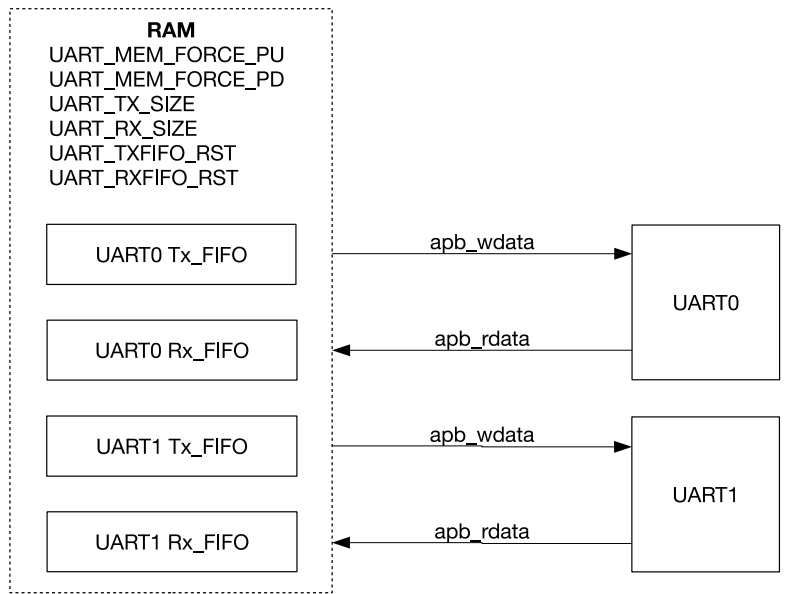 RAM
UART_MEM_FORCE_PU
UART_MEM_FORCE_PD
UART_TX_SIZE
UART_RX_SIZE
UART_TXFIFO_RST
UART_RXFIFO_RST
UART0 Tx_FIFO
apb_wdata
UART0
UART0 Rx_FIFO
apb_rdata
UART1 Tx_FIFO
apb_wdata
UART1
UART1 Rx_FIFO
apb_rdata